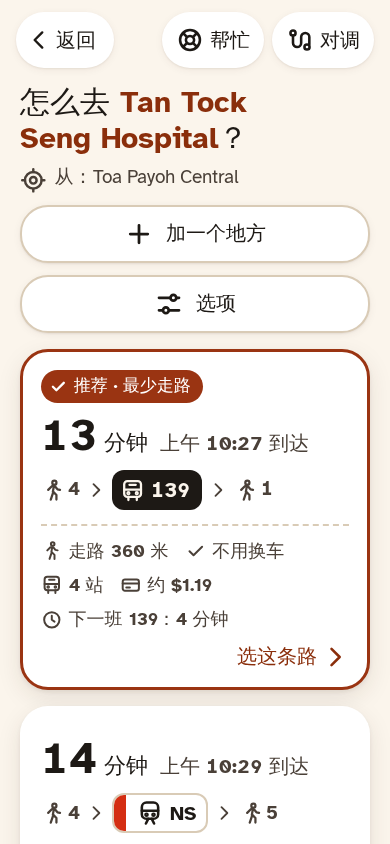 返回
帮忙
对调
怎么去 Tan Tock
Seng Hospital？
从：Toa Payoh Central
加一个地方
选项
推荐 · 最少走路
13 分钟 上午 10:27 到达
4 139 1
走路 360 米 不用换车
4 站 约 $1.19
下一班 139：4 分钟
选这条路
14 分钟 上午 10:29 到达
4 NS 5